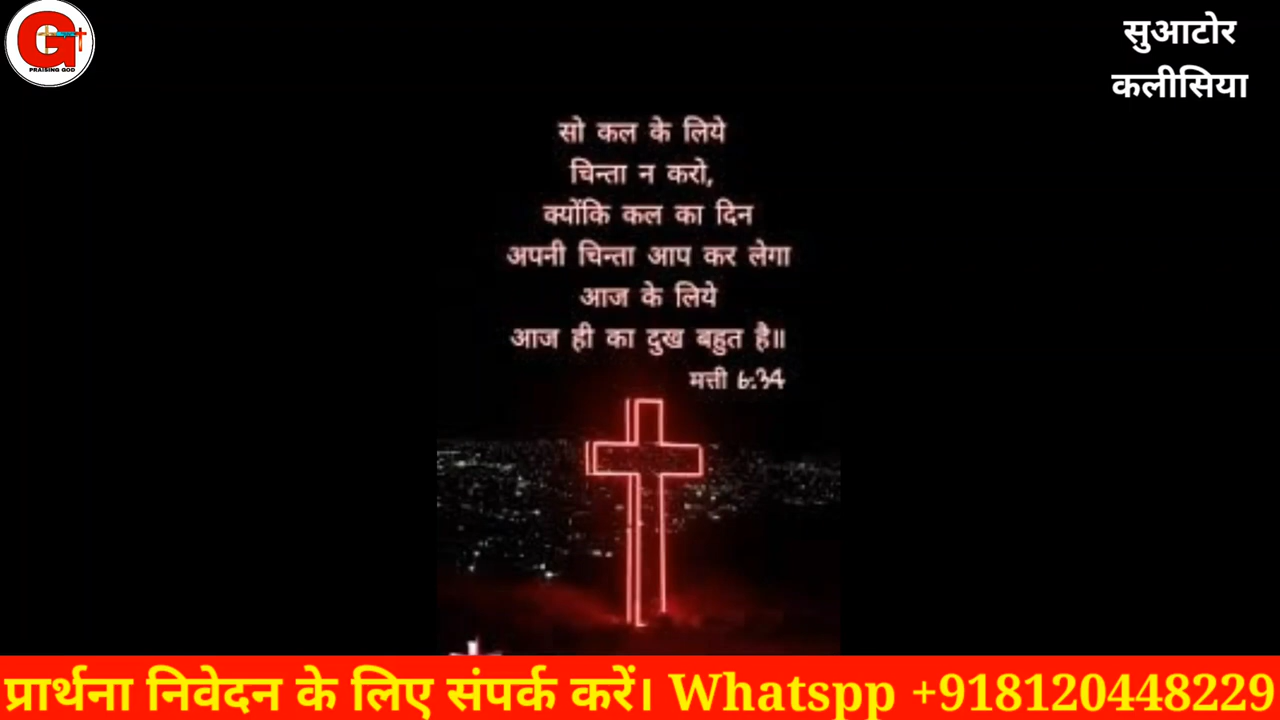 G
PRAISING GOD
सुआटोर
कलीसिया
सो कल के लिये
चिन्ता न करो,
क्योंकि कल का दिन
अपनी चिन्ता आप कर लेगा
आज के लिये
आज ही का दुख बहुत है॥
मत्ती 6:34
प्रार्थना निवेदन के लिए संपर्क करें। Whatspp +918120448229